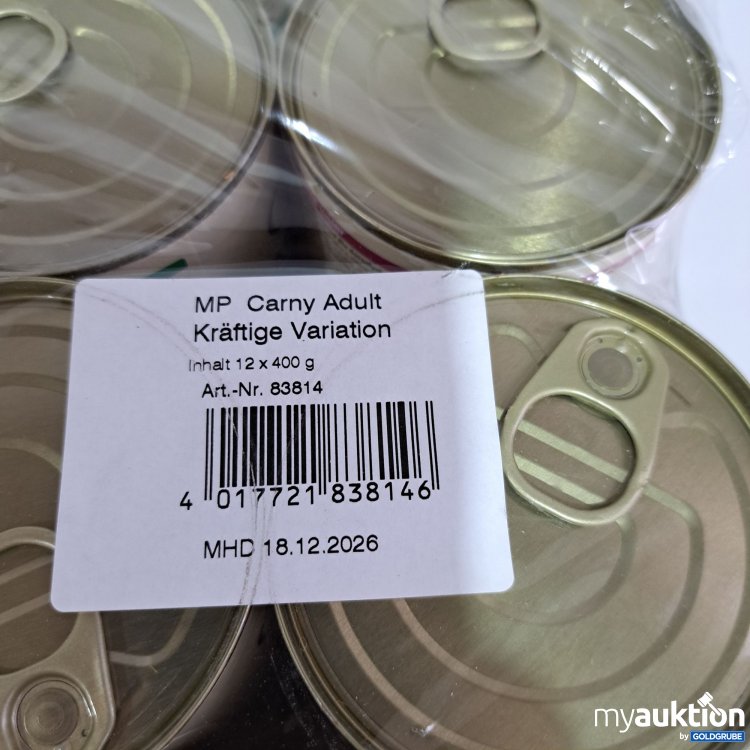 MP Carny Adult
Kräftige Variation
Inhalt 12 x 400 g
Art.-Nr. 83814
4 017721 838146
MHD 18.12.2026
myauktion
by GOLDGRUBE